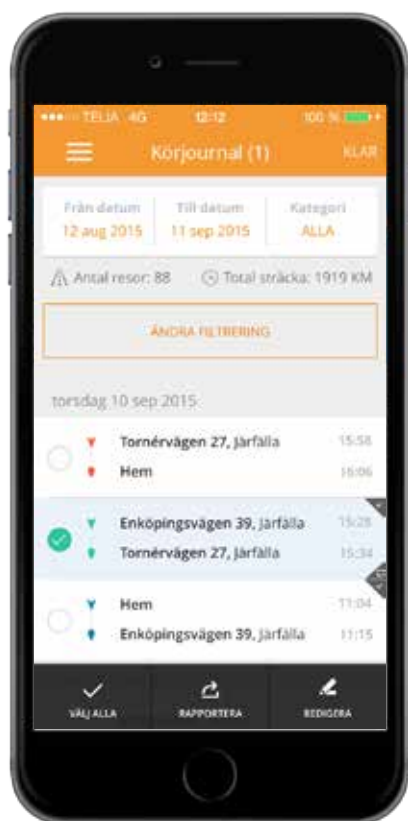 TELIA 4G 12:12 100 %
Körjournal (1) KLAR
Från datum Till datum Kategori
12 aug 2015 11 sep 2015 ALLA
Antal resor: 88 Total sträcka: 1919 KM
ÄNDRA FILTRERING
torsdag 10 sep 2015
Tornérvägen 27, Järfälla 15:58
Hem 16:06
Enköpingsvägen 39, Järfälla 15:28
Tornérvägen 27, Järfälla 15:34
Hem 11:04
Enköpingsvägen 39, Järfälla 11:15
VÄLJ ALLA RAPPORTERA REDIGERA